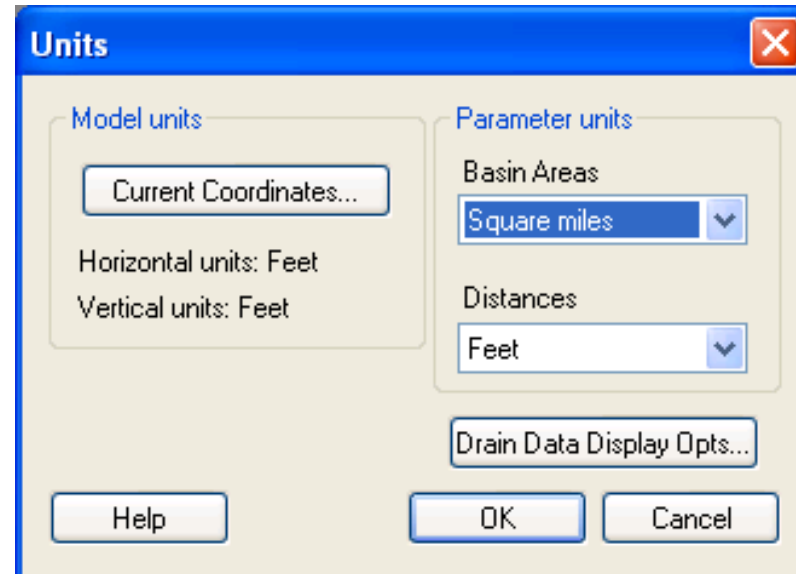 Units
Model units
Current Coordinates...
Horizontal units: Feet
Vertical units: Feet
Parameter units
Basin Areas
Square miles
Distances
Feet
Drain Data Display Opts...
Help
OK
Cancel